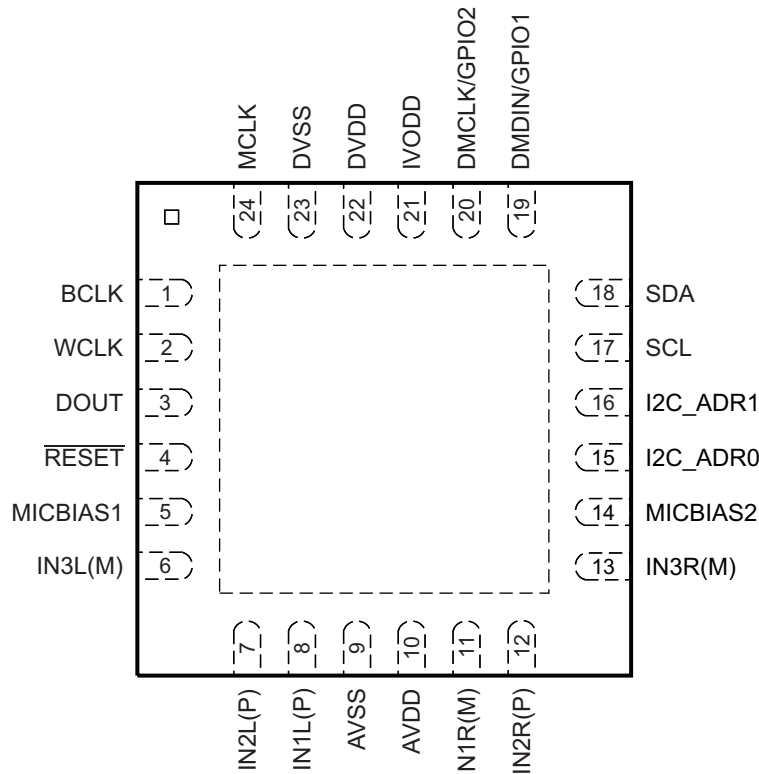 MCLK
DVSS
DVDD
IVODD
DMCLK/GPIO2
DMDIN/GPIO1
24
23
22
21
20
19
BCLK 1
WCLK 2
DOUT 3
RESET 4
MICBIAS1 5
IN3L(M) 6
18 SDA
17 SCL
16 I2C_ADR1
15 I2C_ADR0
14 MICBIAS2
13 IN3R(M)
7
8
9
10
11
12
IN2L(P)
IN1L(P)
AVSS
AVDD
N1R(M)
IN2R(P)